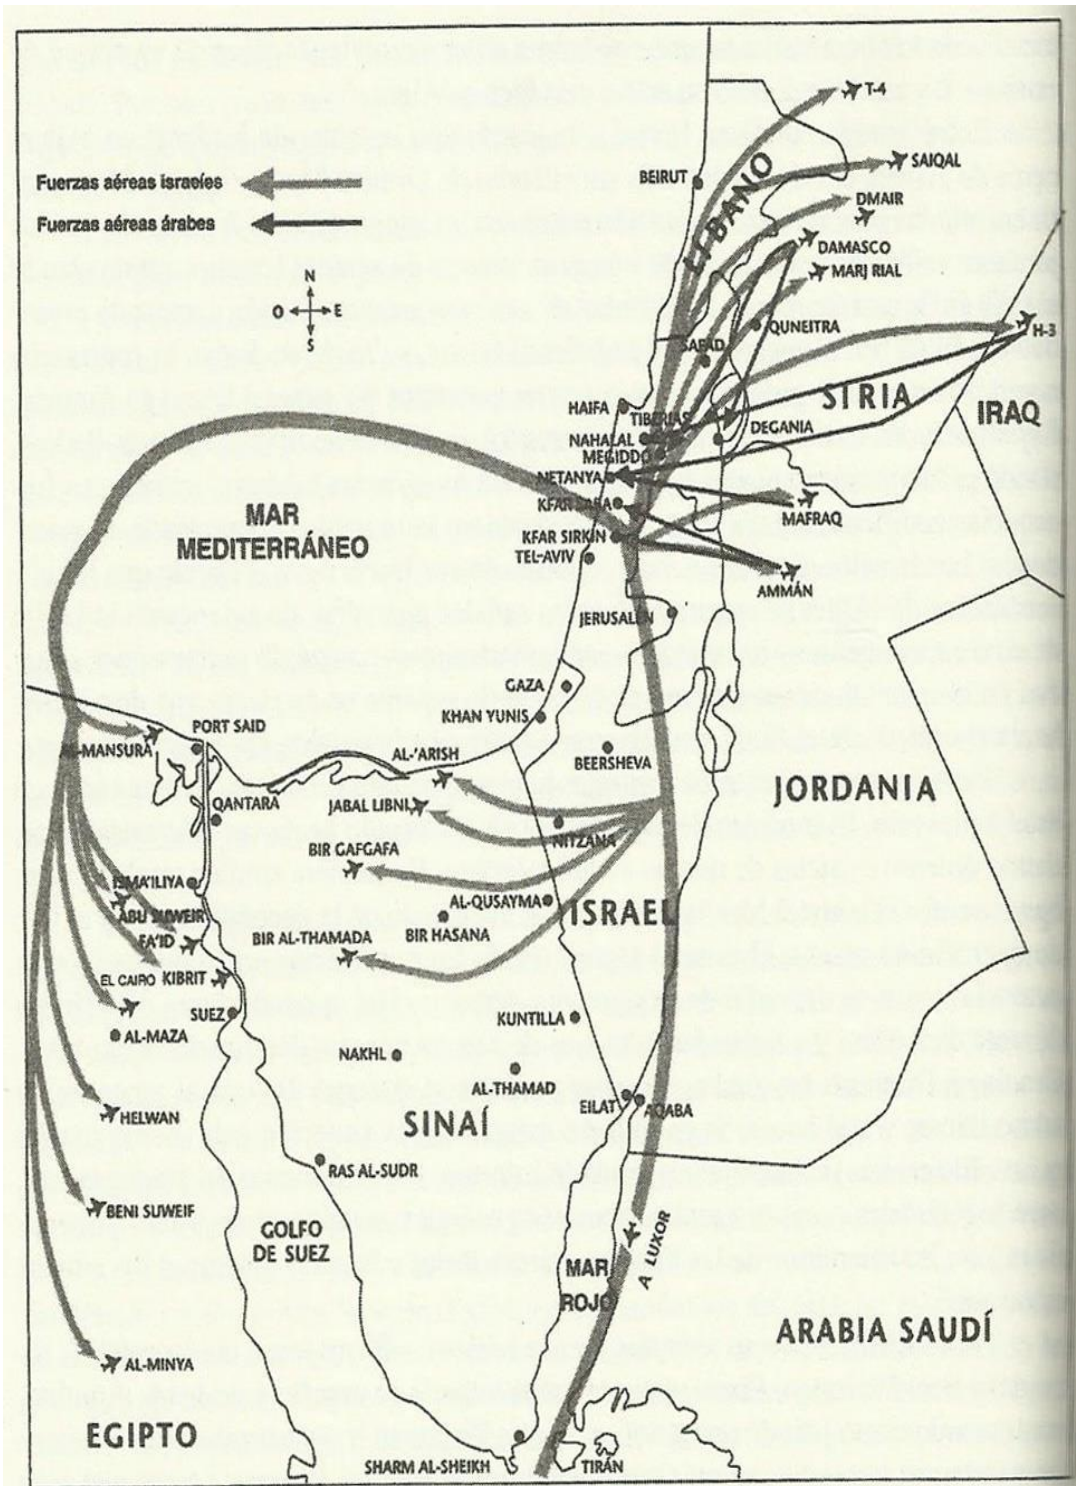 Fuerzas aéreas israelíes
Fuerzas aéreas árabes
N
O
E
S
T-4
SAIQAL
BEIRUT
LÍBANO
DMAIR
DAMASCO
MARJ RIAL
QUNEITRA
SAFAD
H-3
SIRIA
IRAQ
HAIFA
TIBERIAS
DEGANIA
NAHALAL
MEGIDDO
NETANYA
KFAR SABA
MAFRAQ
MAR
MEDITERRÁNEO
KFAR SIRKIN
TEL-AVIV
AMMÁN
JERUSALÉN
GAZA
KHAN YUNIS
PORT SAID
AL-MANSURA
AL-'ARISH
BEERSHEVA
JORDANIA
QANTARA
JABAL LIBNI
NITZANA
BIR GAFGAFA
ISMA'ILIYA
ABU SUWEIR
AL-QUSAYMA
ISRAEL
FA'ID
BIR AL-THAMADA
BIR HASANA
EL CAIRO
KIBRIT
SUEZ
KUNTILLA
AL-MAZA
NAKHL
AL-THAMAD
EILAT
AQABA
HELWAN
SINAÍ
RAS AL-SUDR
BENI SUWEIF
GOLFO
DE SUEZ
A LUXOR
MAR
ROJO
ARABIA SAUDÍ
AL-MINYA
EGIPTO
SHARM AL-SHEIKH
TIRÁN